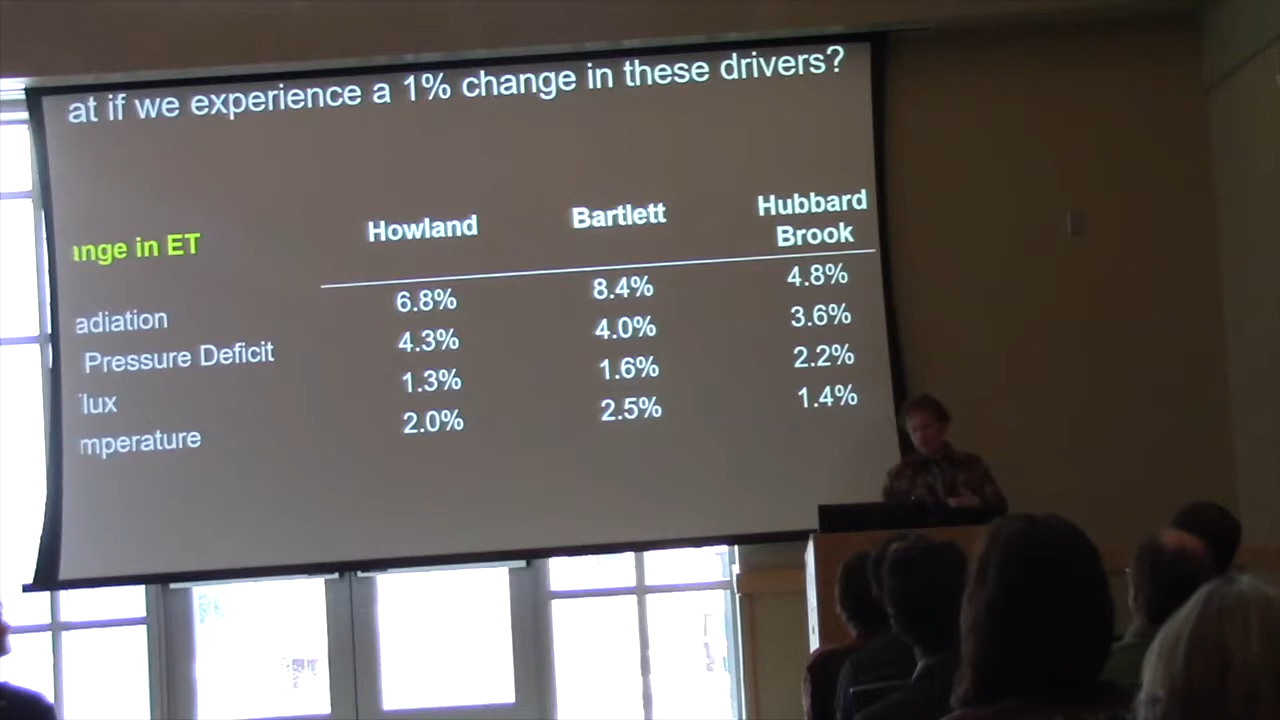 at if we experience a 1% change in these drivers?
ange in ET Howland Bartlett Hubbard Brook
adiation 6.8% 8.4% 4.8%
Pressure Deficit 4.3% 4.0% 3.6%
lux 1.3% 1.6% 2.2%
mperature 2.0% 2.5% 1.4%